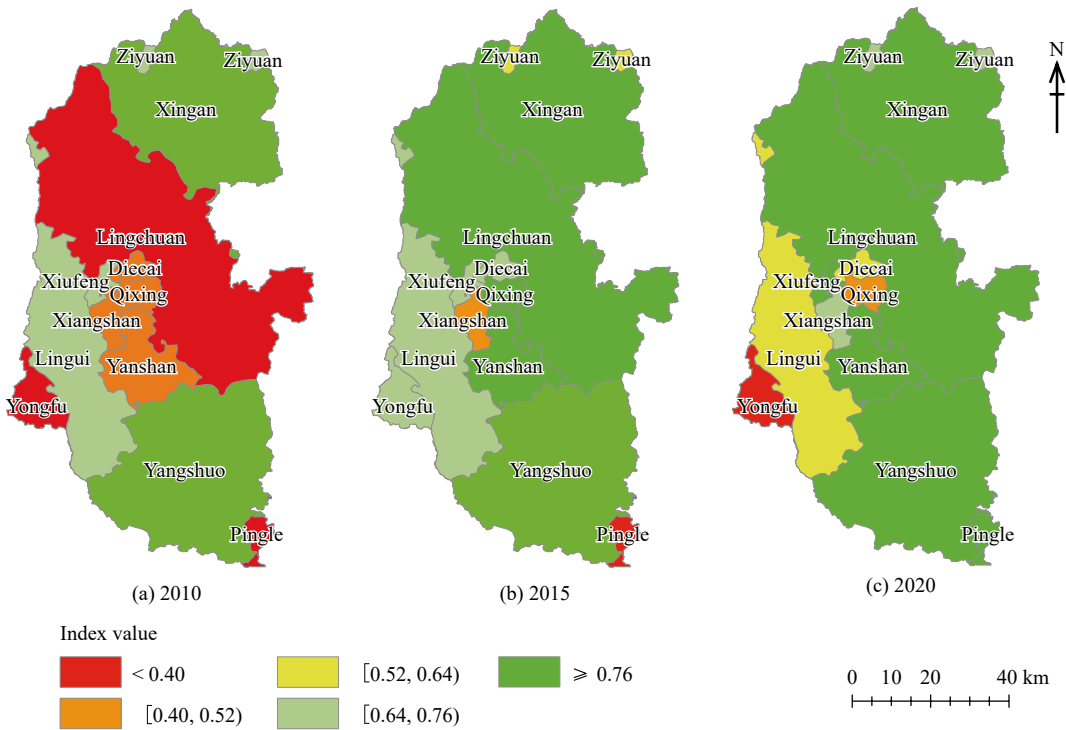 Ziyuan
Ziyuan
Xingan
Lingchuan
Diecai
Xiufeng
Qixing
Xiangshan
Lingui
Yanshan
Yongfu
Yangshuo
Pingle
(a) 2010
Ziyuan
Ziyuan
Xingan
Lingchuan
Diecai
Xiufeng
Qixing
Xiangshan
Lingui
Yanshan
Yongfu
Yangshuo
Pingle
(b) 2015
Ziyuan
Ziyuan
Xingan
Lingchuan
Diecai
Xiufeng
Qixing
Xiangshan
Lingui
Yanshan
Yongfu
Yangshuo
Pingle
(c) 2020
N
Index value
< 0.40
[0.40, 0.52)
[0.52, 0.64)
[0.64, 0.76)
⩾ 0.76
0 10 20 40 km